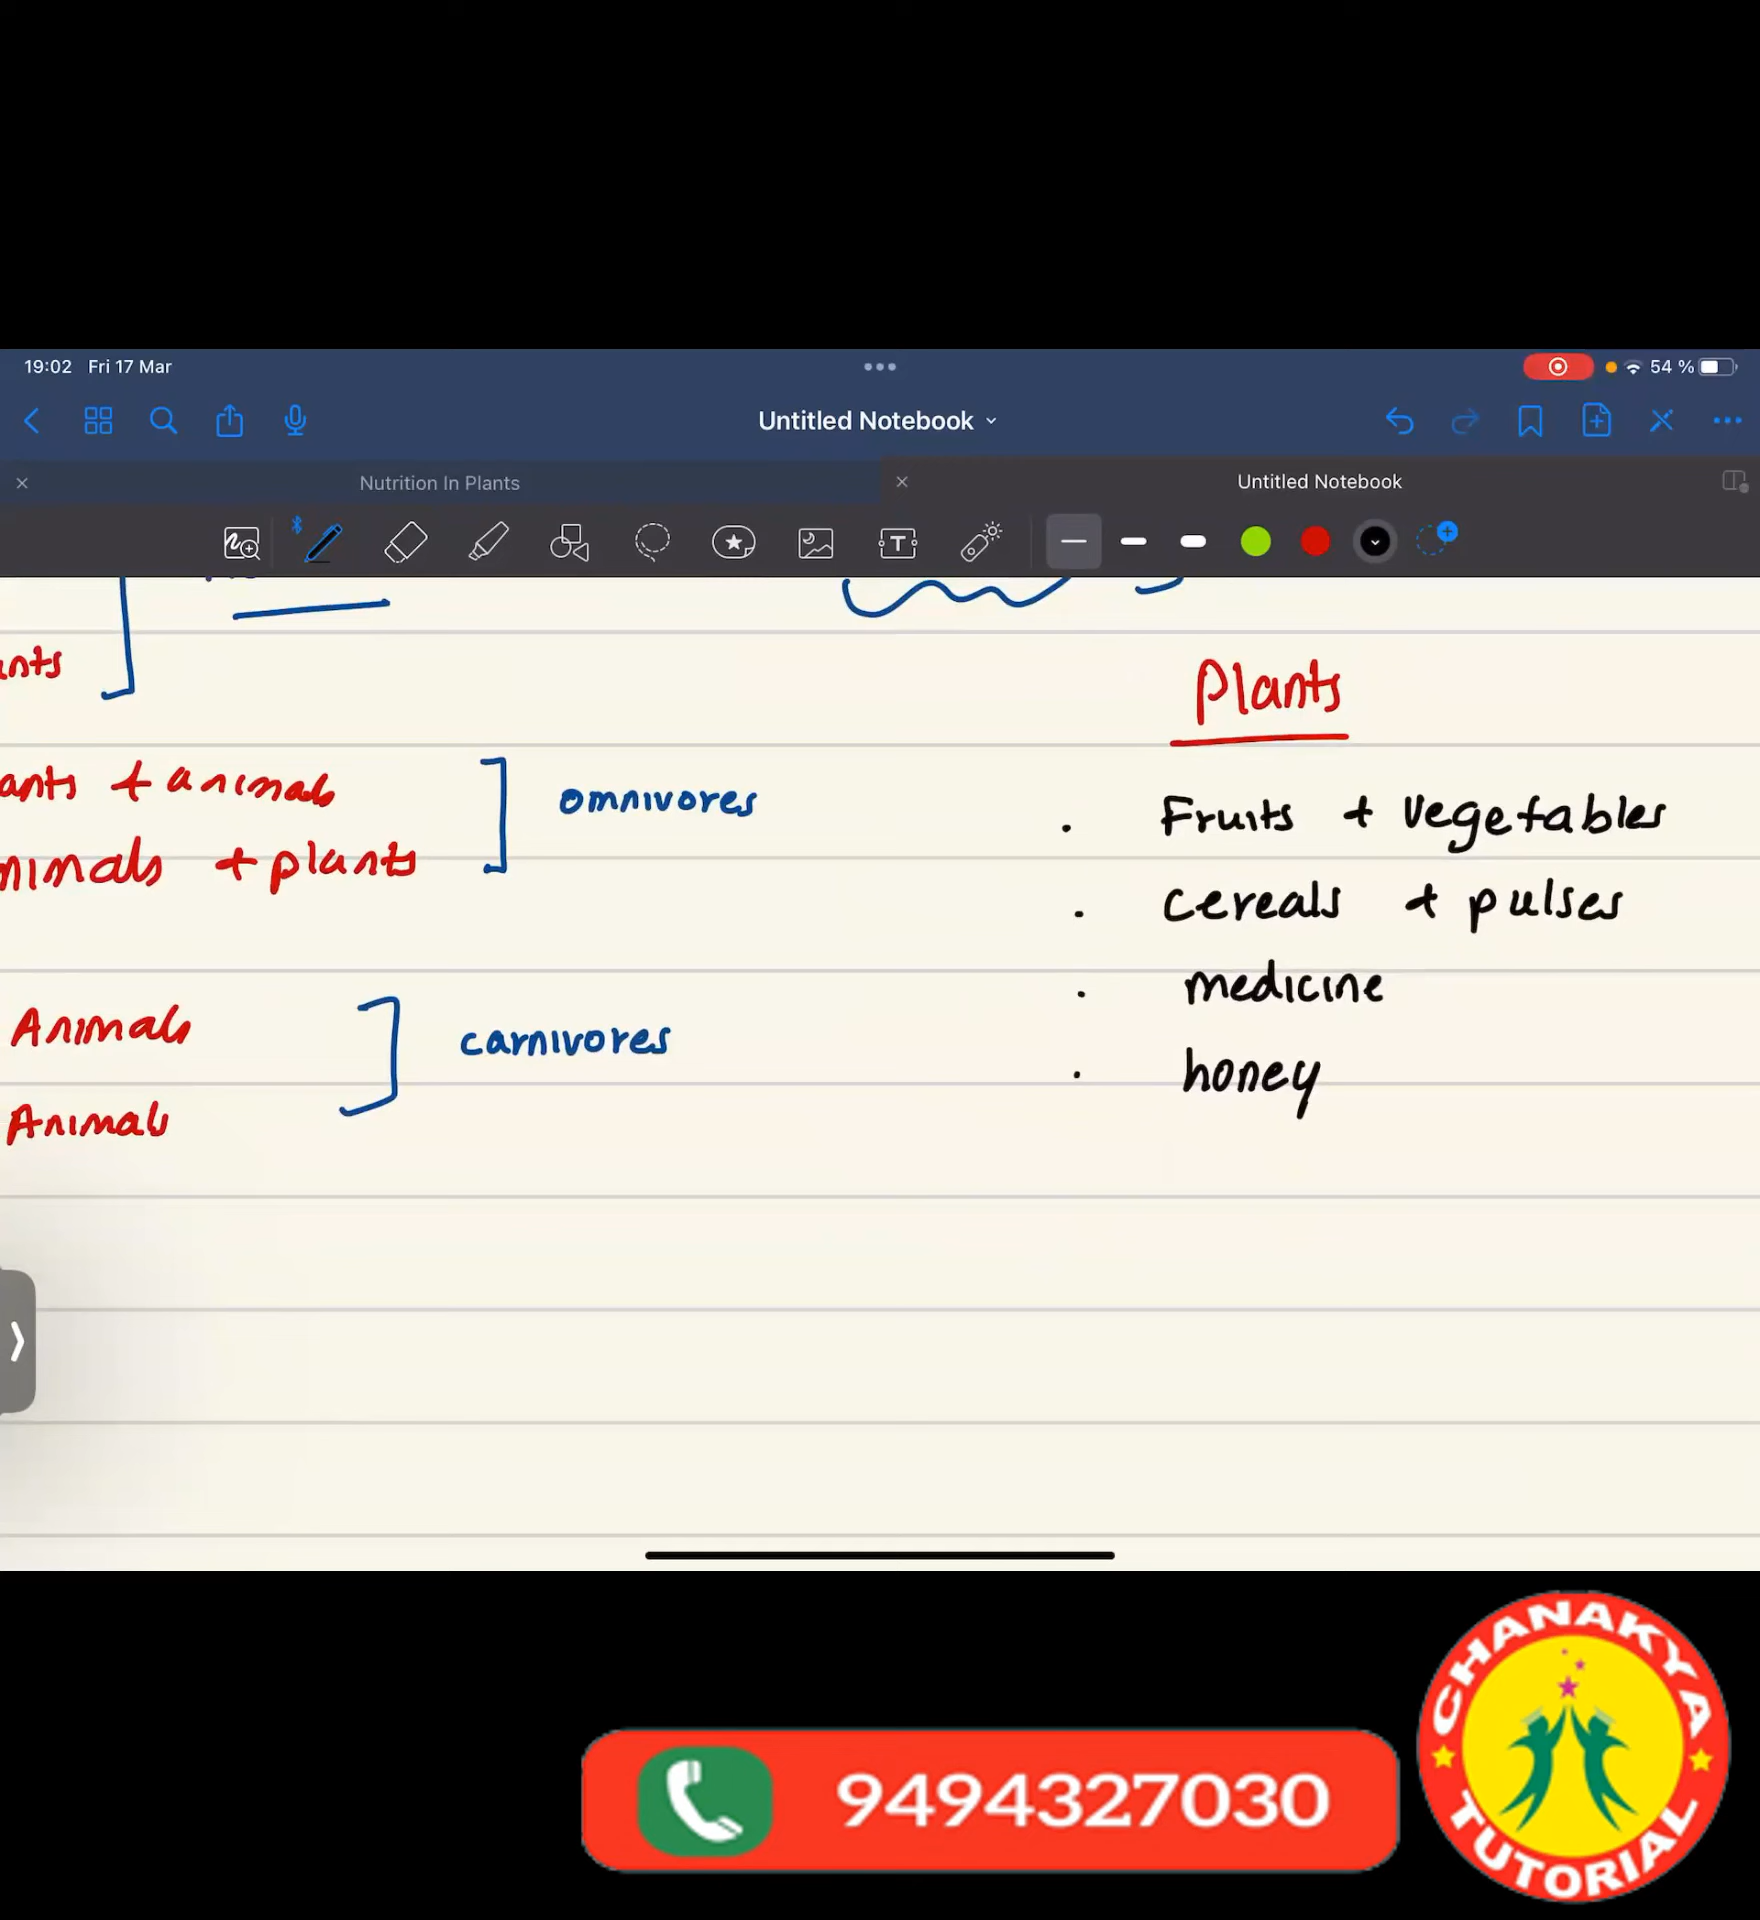 19:02 Fri 17 Mar
54 %
Untitled Notebook
Nutrition In Plants
Untitled Notebook
T
nts
Plants
ants + animals
omnivores
nimals + plants
. Fruits + vegetables
. cereals + pulses
. medicine
Animals
carnivores
. honey
Animals
9494327030
CHANAKYA
TUTORIAL